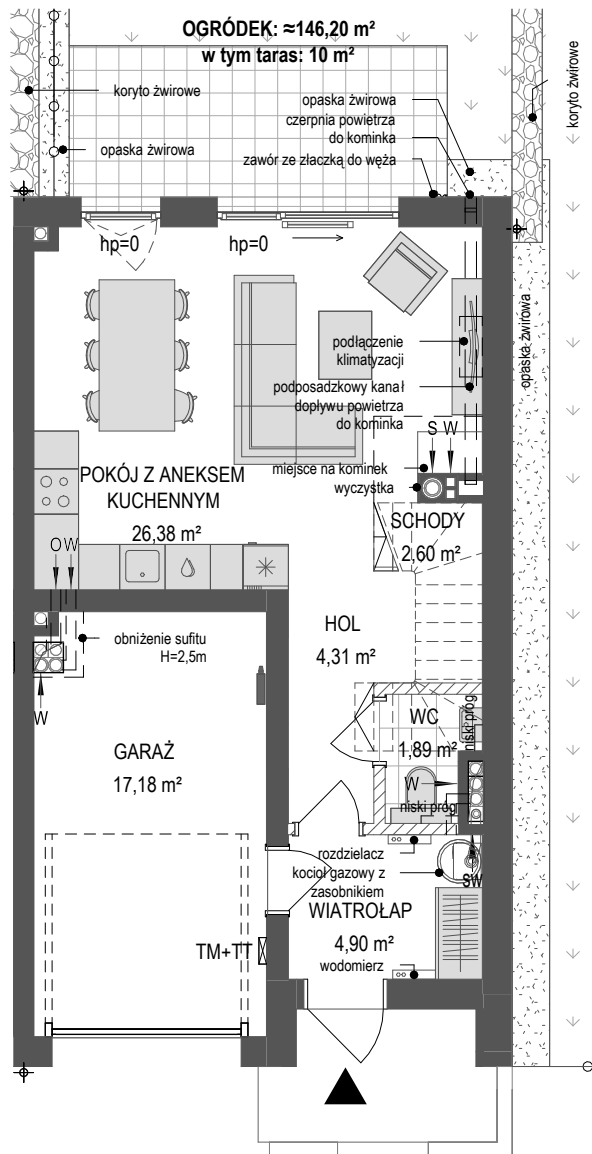 OGRÓDEK: ≈146,20 m²
w tym taras: 10 m²
koryto żwirowe
opaska żwirowa
opaska żwirowa
czerpnia powietrza
do kominka
zawór ze złaczką do węża
koryto żwirowe
hp=0
hp=0
opaska żwirowa
podłączenie
klimatyzacji
podposadzkowy kanał
dopływu powietrza
do kominka
S W
miejsce na kominek
wyczystka
POKÓJ Z ANEKSEM
KUCHENNYM
26,38 m²
SCHODY
2,60 m²
OW
obniżenie sufitu
H=2,5m
W
HOL
4,31 m²
GARAŻ
17,18 m²
WC
1,89 m²
niski próg
W
niski próg
rozdzielacz
kocioł gazowy z
zasobnikiem
SW
WIATROŁAP
4,90 m²
wodomierz
TM+TT